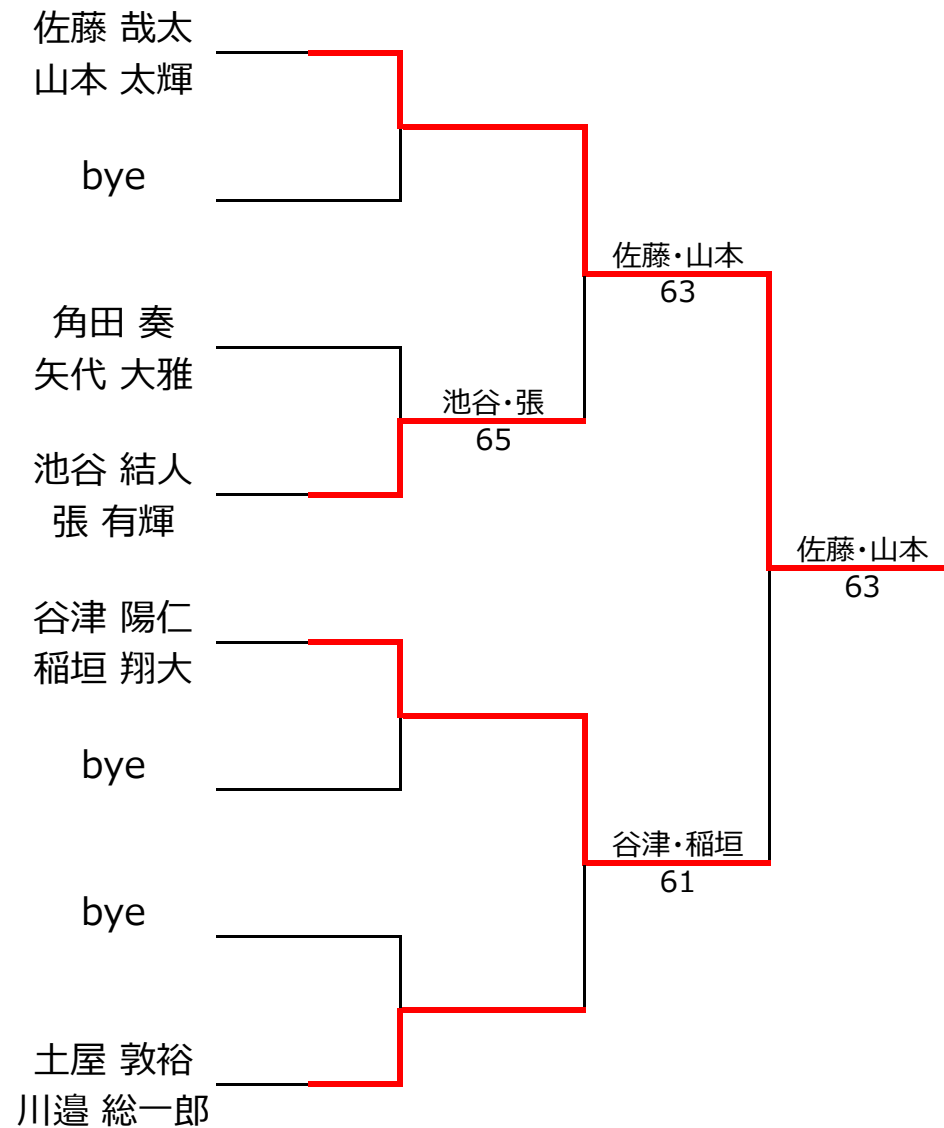 佐藤 哉太
山本 太輝
bye
佐藤･山本
63
角田 奏
矢代 大雅
池谷･張
65
池谷 結人
張 有輝
佐藤･山本
63
谷津 陽仁
稲垣 翔大
bye
谷津･稲垣
61
bye
土屋 敦裕
川邉 総一郎